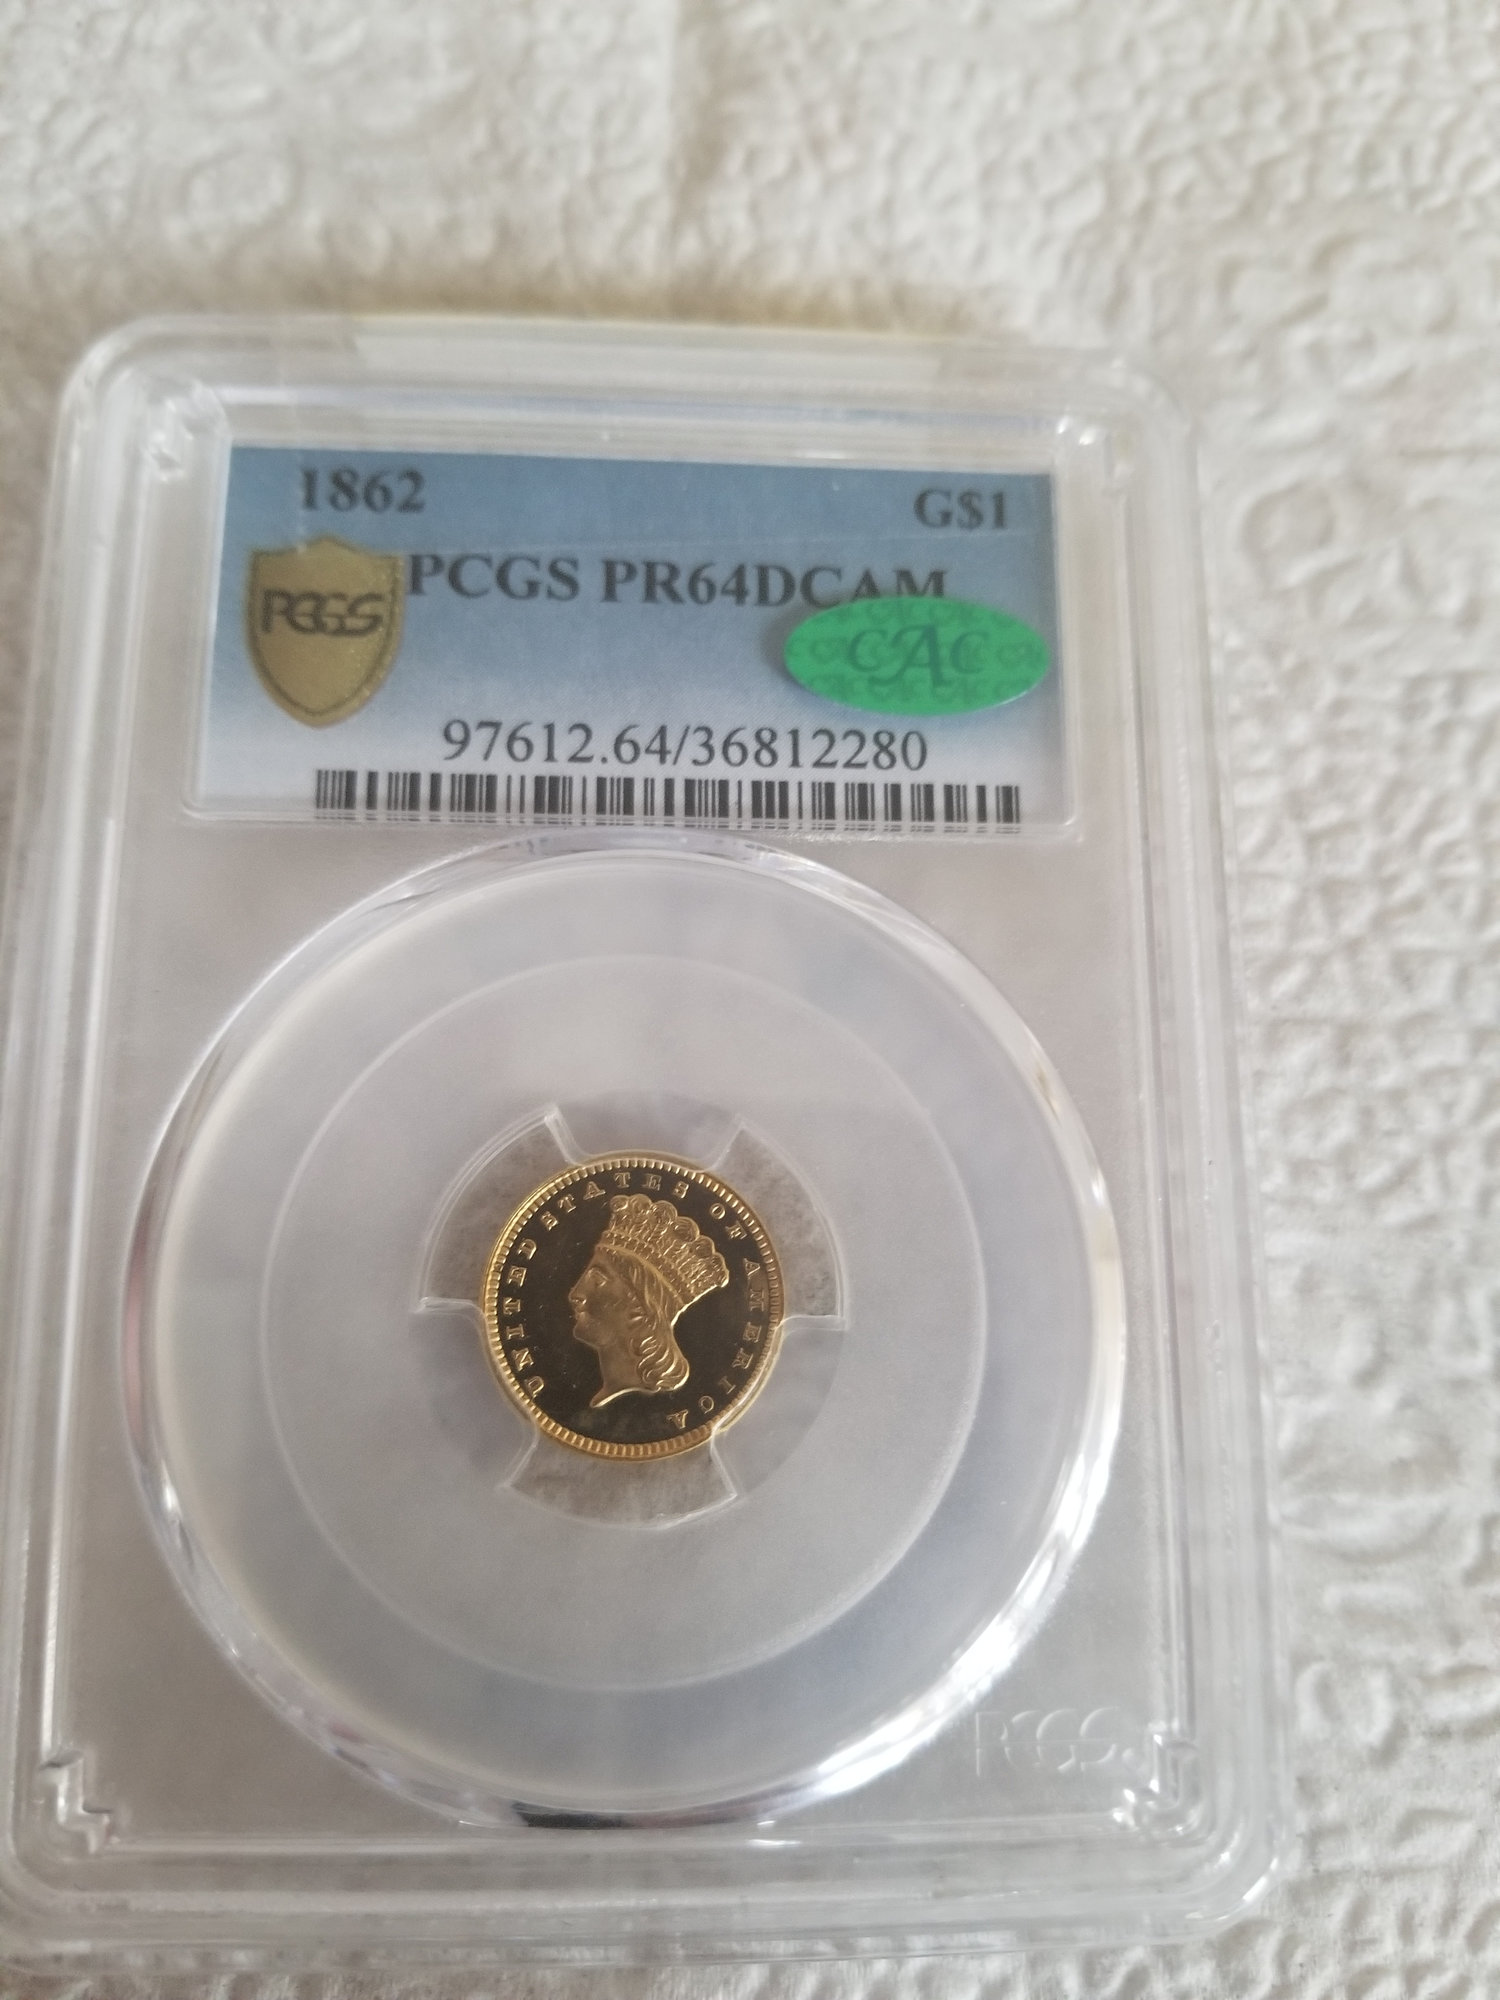 1862 G$1
PCGS PCGS PR64DCAM
CAC
97612.64/36812280
UNITED STATES OF AMERICA
PCGS